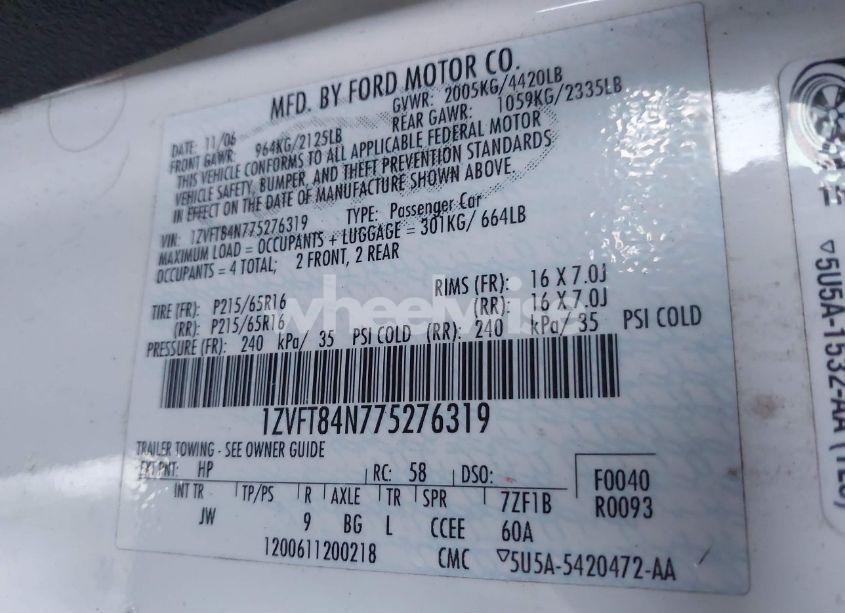 MFD. BY FORD MOTOR CO.
DATE: 11/06 GVWR: 2005KG/4420LB
FRONT GAWR: 964KG/2125LB REAR GAWR: 1059KG/2335LB
THIS VEHICLE CONFORMS TO ALL APPLICABLE FEDERAL MOTOR
VEHICLE SAFETY, BUMPER, AND THEFT PREVENTION STANDARDS
IN EFFECT ON THE DATE OF MANUFACTURE SHOWN ABOVE.
VIN: 1ZVFT84N775276319 TYPE: Passenger Car
MAXIMUM LOAD = OCCUPANTS + LUGGAGE = 301KG/ 664LB
OCCUPANTS = 4 TOTAL; 2 FRONT, 2 REAR
TIRE (FR): P215/65R16 RIMS (FR): 16 X 7.0J
(RR): P215/65R16 (RR): 16 X 7.0J
PRESSURE (FR): 240 kPa/ 35 PSI COLD (RR): 240 kPa/ 35 PSI COLD
wheelwise
1ZVFT84N775276319
TRAILER TOWING - SEE OWNER GUIDE
EXT PNT: HP RC: 58 DSO: F0040
INT TR TP/PS R AXLE TR SPR 7ZF1B R0093
JW 9 BG L CCEE 60A
1200611200218 CMC ▽5U5A-5420472-AA
▽5U5A-1532-AA